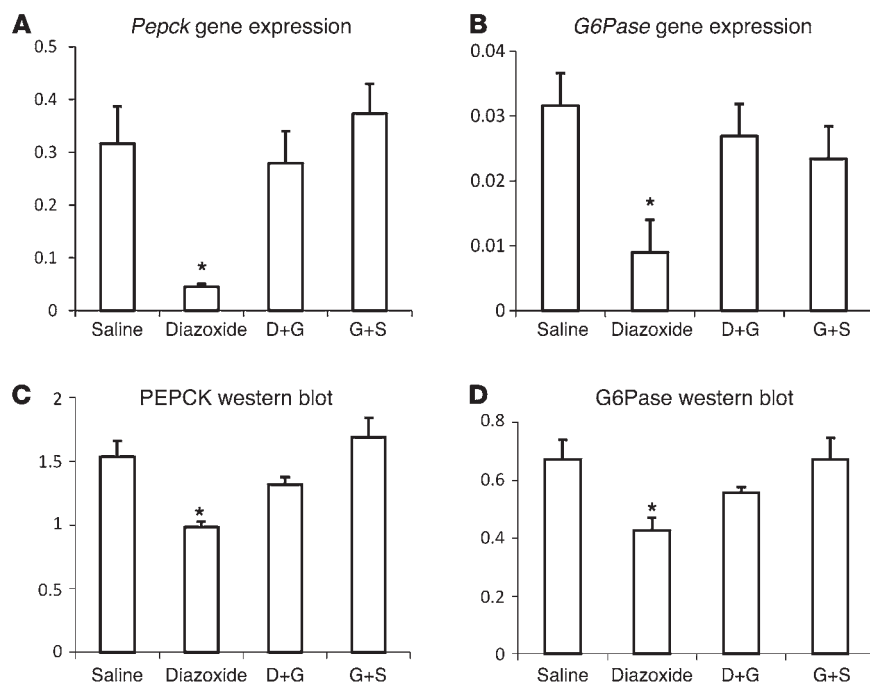 A
Pepck gene expression
0.5
0.4
0.3
0.2
0.1
0
*
Saline Diazoxide D+G G+S
B
G6Pase gene expression
0.04
0.03
0.02
0.01
0
*
Saline Diazoxide D+G G+S
C
PEPCK western blot
2
1.5
1
0.5
0
*
Saline Diazoxide D+G G+S
D
G6Pase western blot
0.8
0.6
0.4
0.2
0
*
Saline Diazoxide D+G G+S